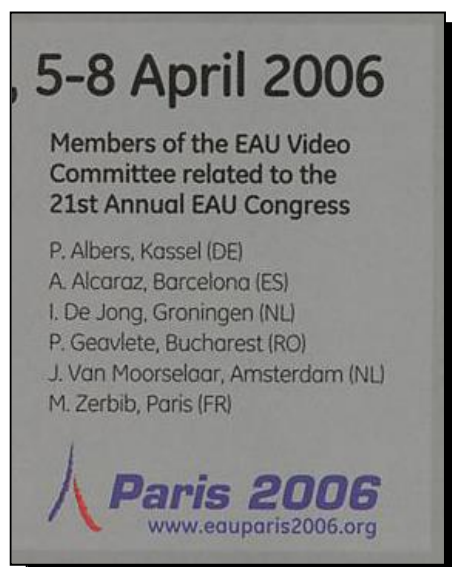 , 5-8 April 2006
Members of the EAU Video
Committee related to the
21st Annual EAU Congress
P. Albers, Kassel (DE)
A. Alcaraz, Barcelona (ES)
I. De Jong, Groningen (NL)
P. Geavlete, Bucharest (RO)
J. Van Moorselaar, Amsterdam (NL)
M. Zerbib, Paris (FR)
Paris 2006
www.eauparis2006.org